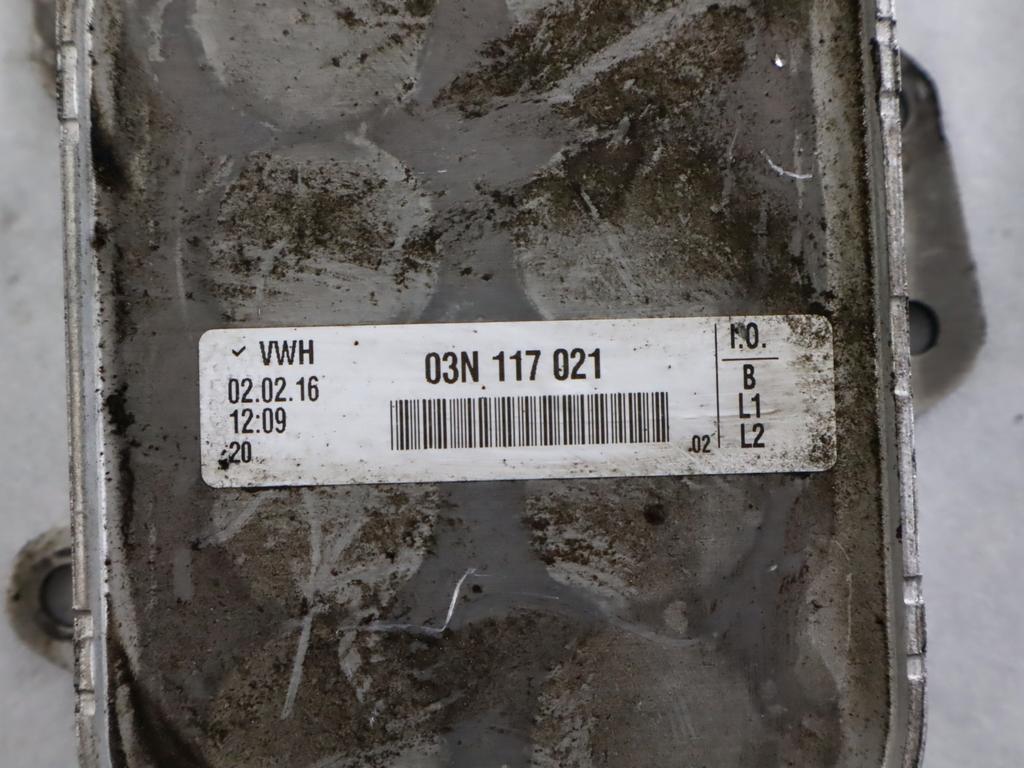 ✓ VWH
02.02.16
12:09
20
03N 117 021
.02
I.O.
B
L1
L2